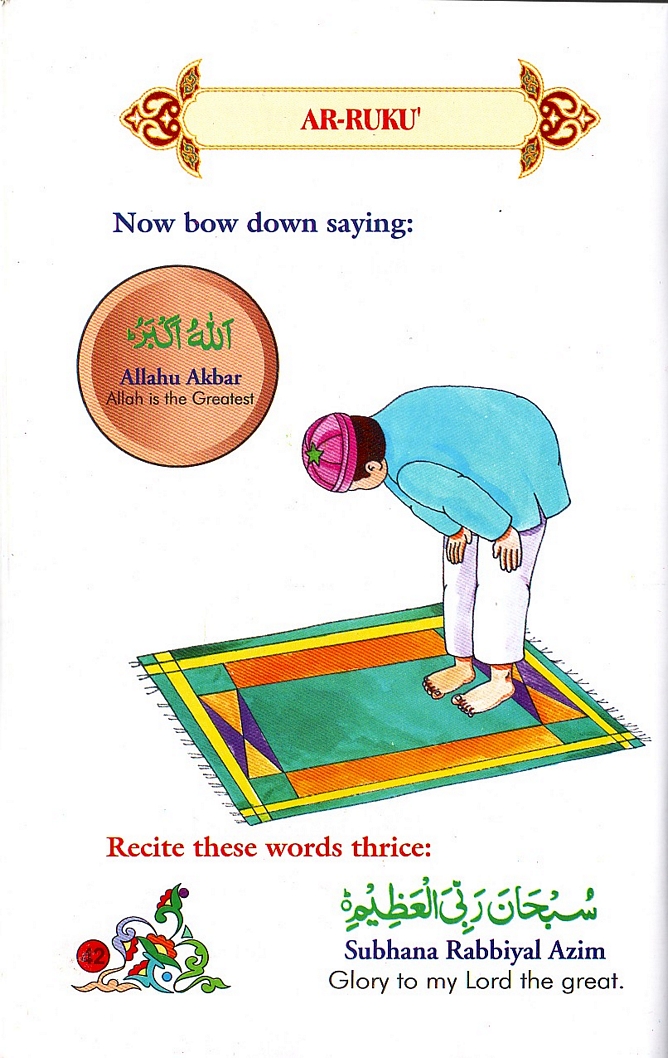 AR-RUKU'
Now bow down saying:
اَللهُ اَكْبَرُ
Allahu Akbar
Allah is the Greatest
Recite these words thrice:
سُبْحَانَ رَبِّيَ الْعَظِيْمِ
Subhana Rabbiyal Azim
Glory to my Lord the great.
42